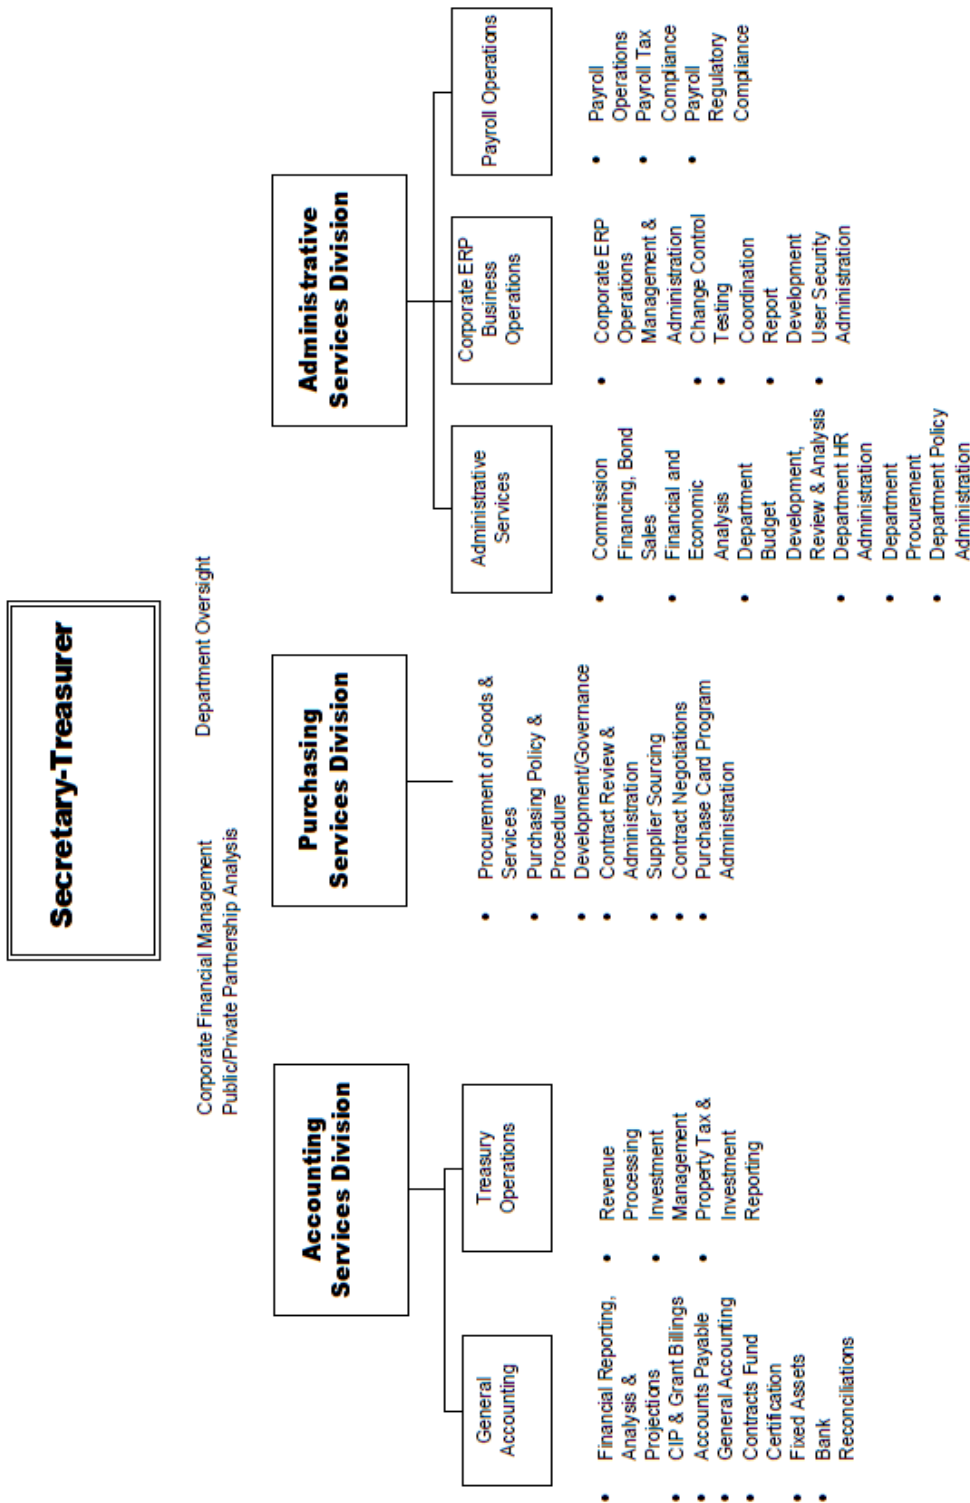 Secretary-Treasurer
Corporate Financial Management
Public/Private Partnership Analysis
Department Oversight
Accounting
Services Division
General
Accounting
• Financial Reporting,
Analysis &
Projections
• CIP & Grant Billings
• Accounts Payable
• General Accounting
• Contracts Fund
Certification
• Fixed Assets
• Bank
Reconciliations
Treasury
Operations
• Revenue
Processing
• Investment
Management
• Property Tax &
Investment
Reporting
Purchasing
Services Division
• Procurement of Goods &
Services
• Purchasing Policy &
Procedure
• Development/Governance
• Contract Review &
Administration
• Supplier Sourcing
• Contract Negotiations
• Purchase Card Program
Administration
Administrative
Services Division
Administrative
Services
• Commission
Financing, Bond
Sales
• Financial and
Economic
Analysis
• Department
Budget
Development,
Review & Analysis
• Department HR
Administration
• Department
Procurement
• Department Policy
Administration
Corporate ERP
Business
Operations
• Corporate ERP
Operations
Management &
Administration
• Change Control
• Testing
Coordination
• Report
Development
• User Security
Administration
Payroll Operations
• Payroll
Operations
• Payroll Tax
Compliance
• Payroll
Regulatory
Compliance